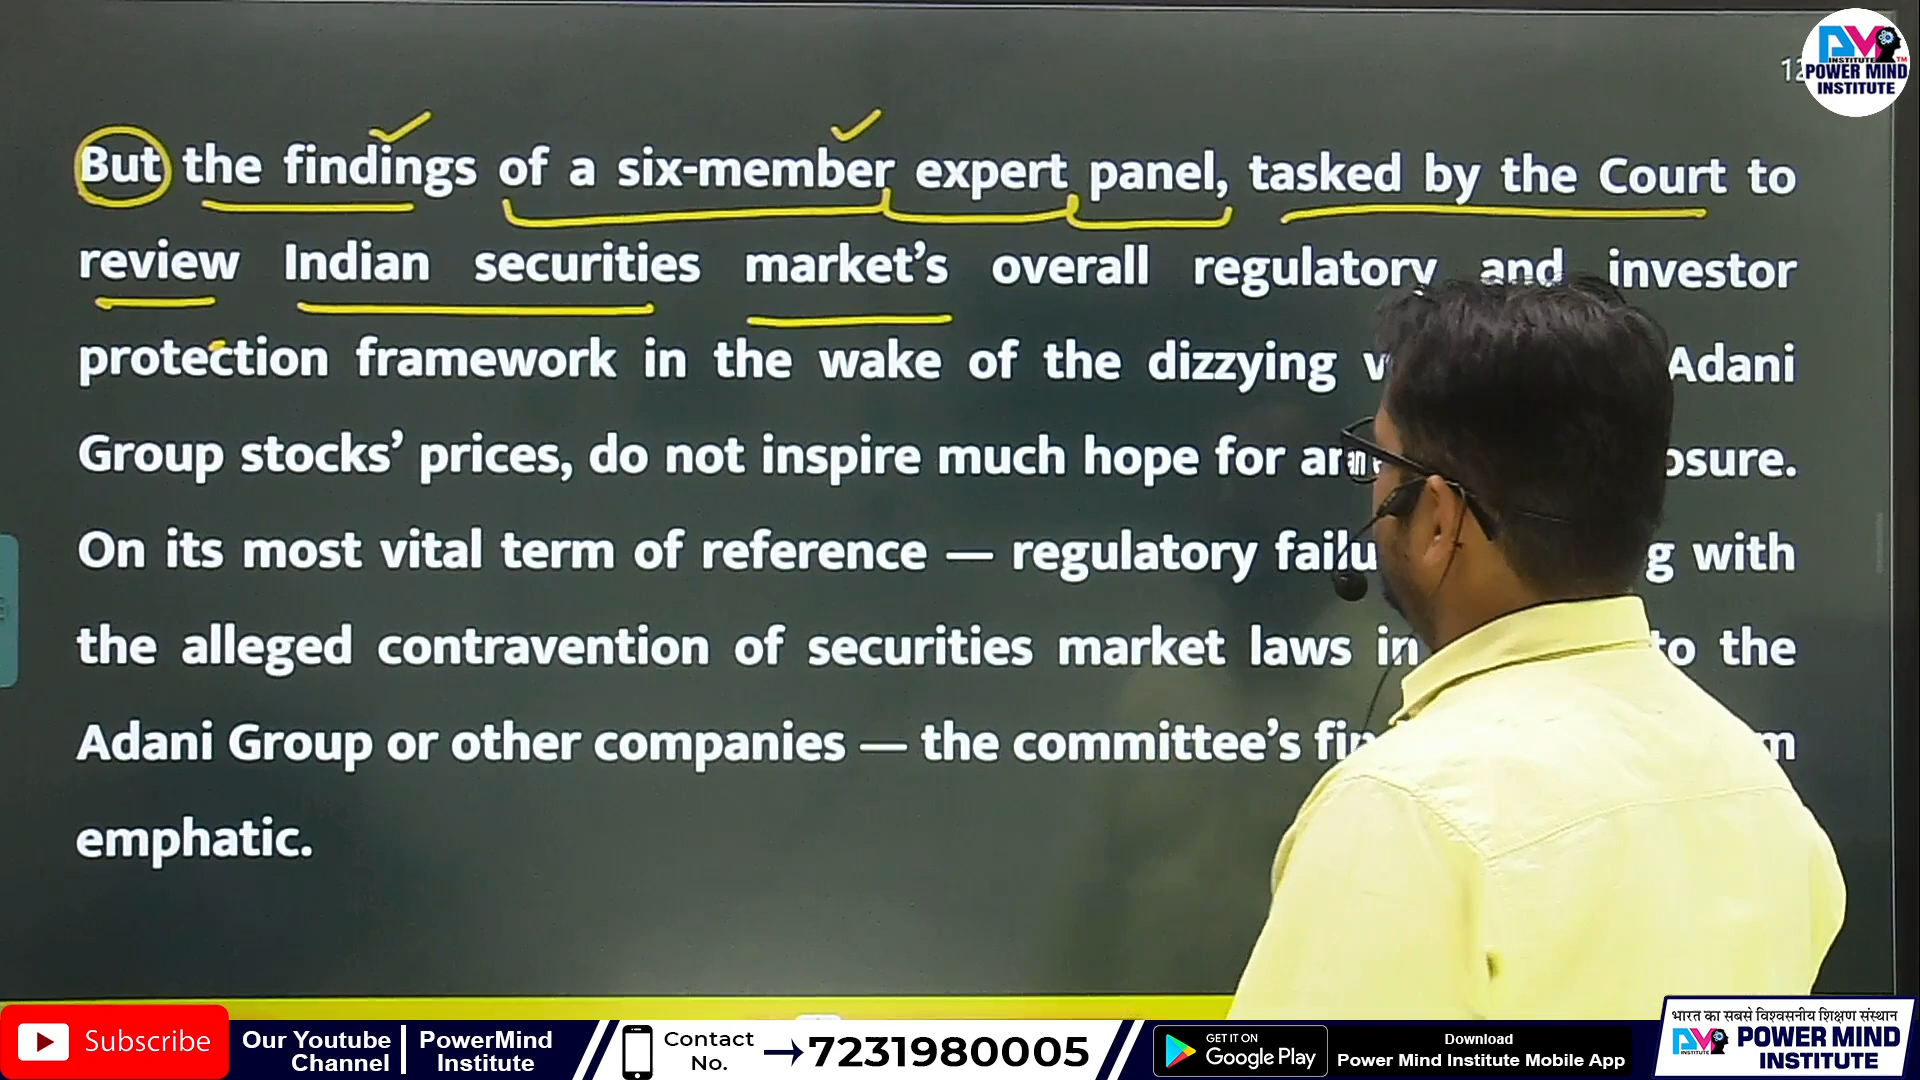 12
POWER MIND
INSTITUTE
But the findings of a six-member expert panel, tasked by the Court to
review Indian securities market’s overall regulatory and investor
protection framework in the wake of the dizzying Adani
Group stocks’ prices, do not inspire much hope for
On its most vital term of reference — regulatory with
the alleged contravention of securities market laws in to the
Adani Group or other companies — the committee’s
emphatic.
Subscribe
Our Youtube Channel
PowerMind Institute
Contact No.
7231980005
GET IT ON
Google Play
Download
Power Mind Institute Mobile App
भारत का सबसे विश्वसनीय शिक्षण संस्थान
POWER MIND
INSTITUTE